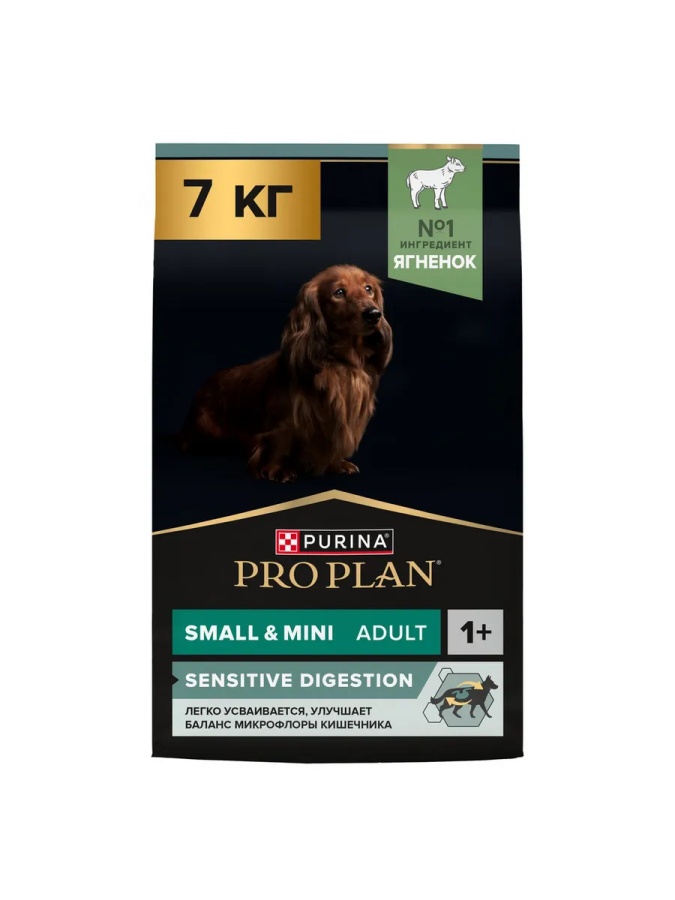 7 КГ
№1
ИНГРЕДИЕНТ
ЯГНЕНОК
PURINA®
PRO PLAN®
SMALL & MINI ADULT 1+
SENSITIVE DIGESTION
ЛЕГКО УСВАИВАЕТСЯ, УЛУЧШАЕТ
БАЛАНС МИКРОФЛОРЫ КИШЕЧНИКА